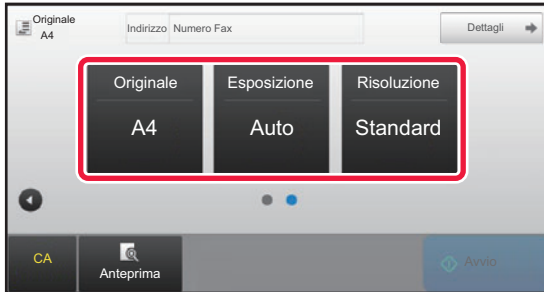 Originale
A4
Indirizzo Numero Fax
Dettagli
Originale
A4
Esposizione
Auto
Risoluzione
Standard
CA
Anteprima
Avvio